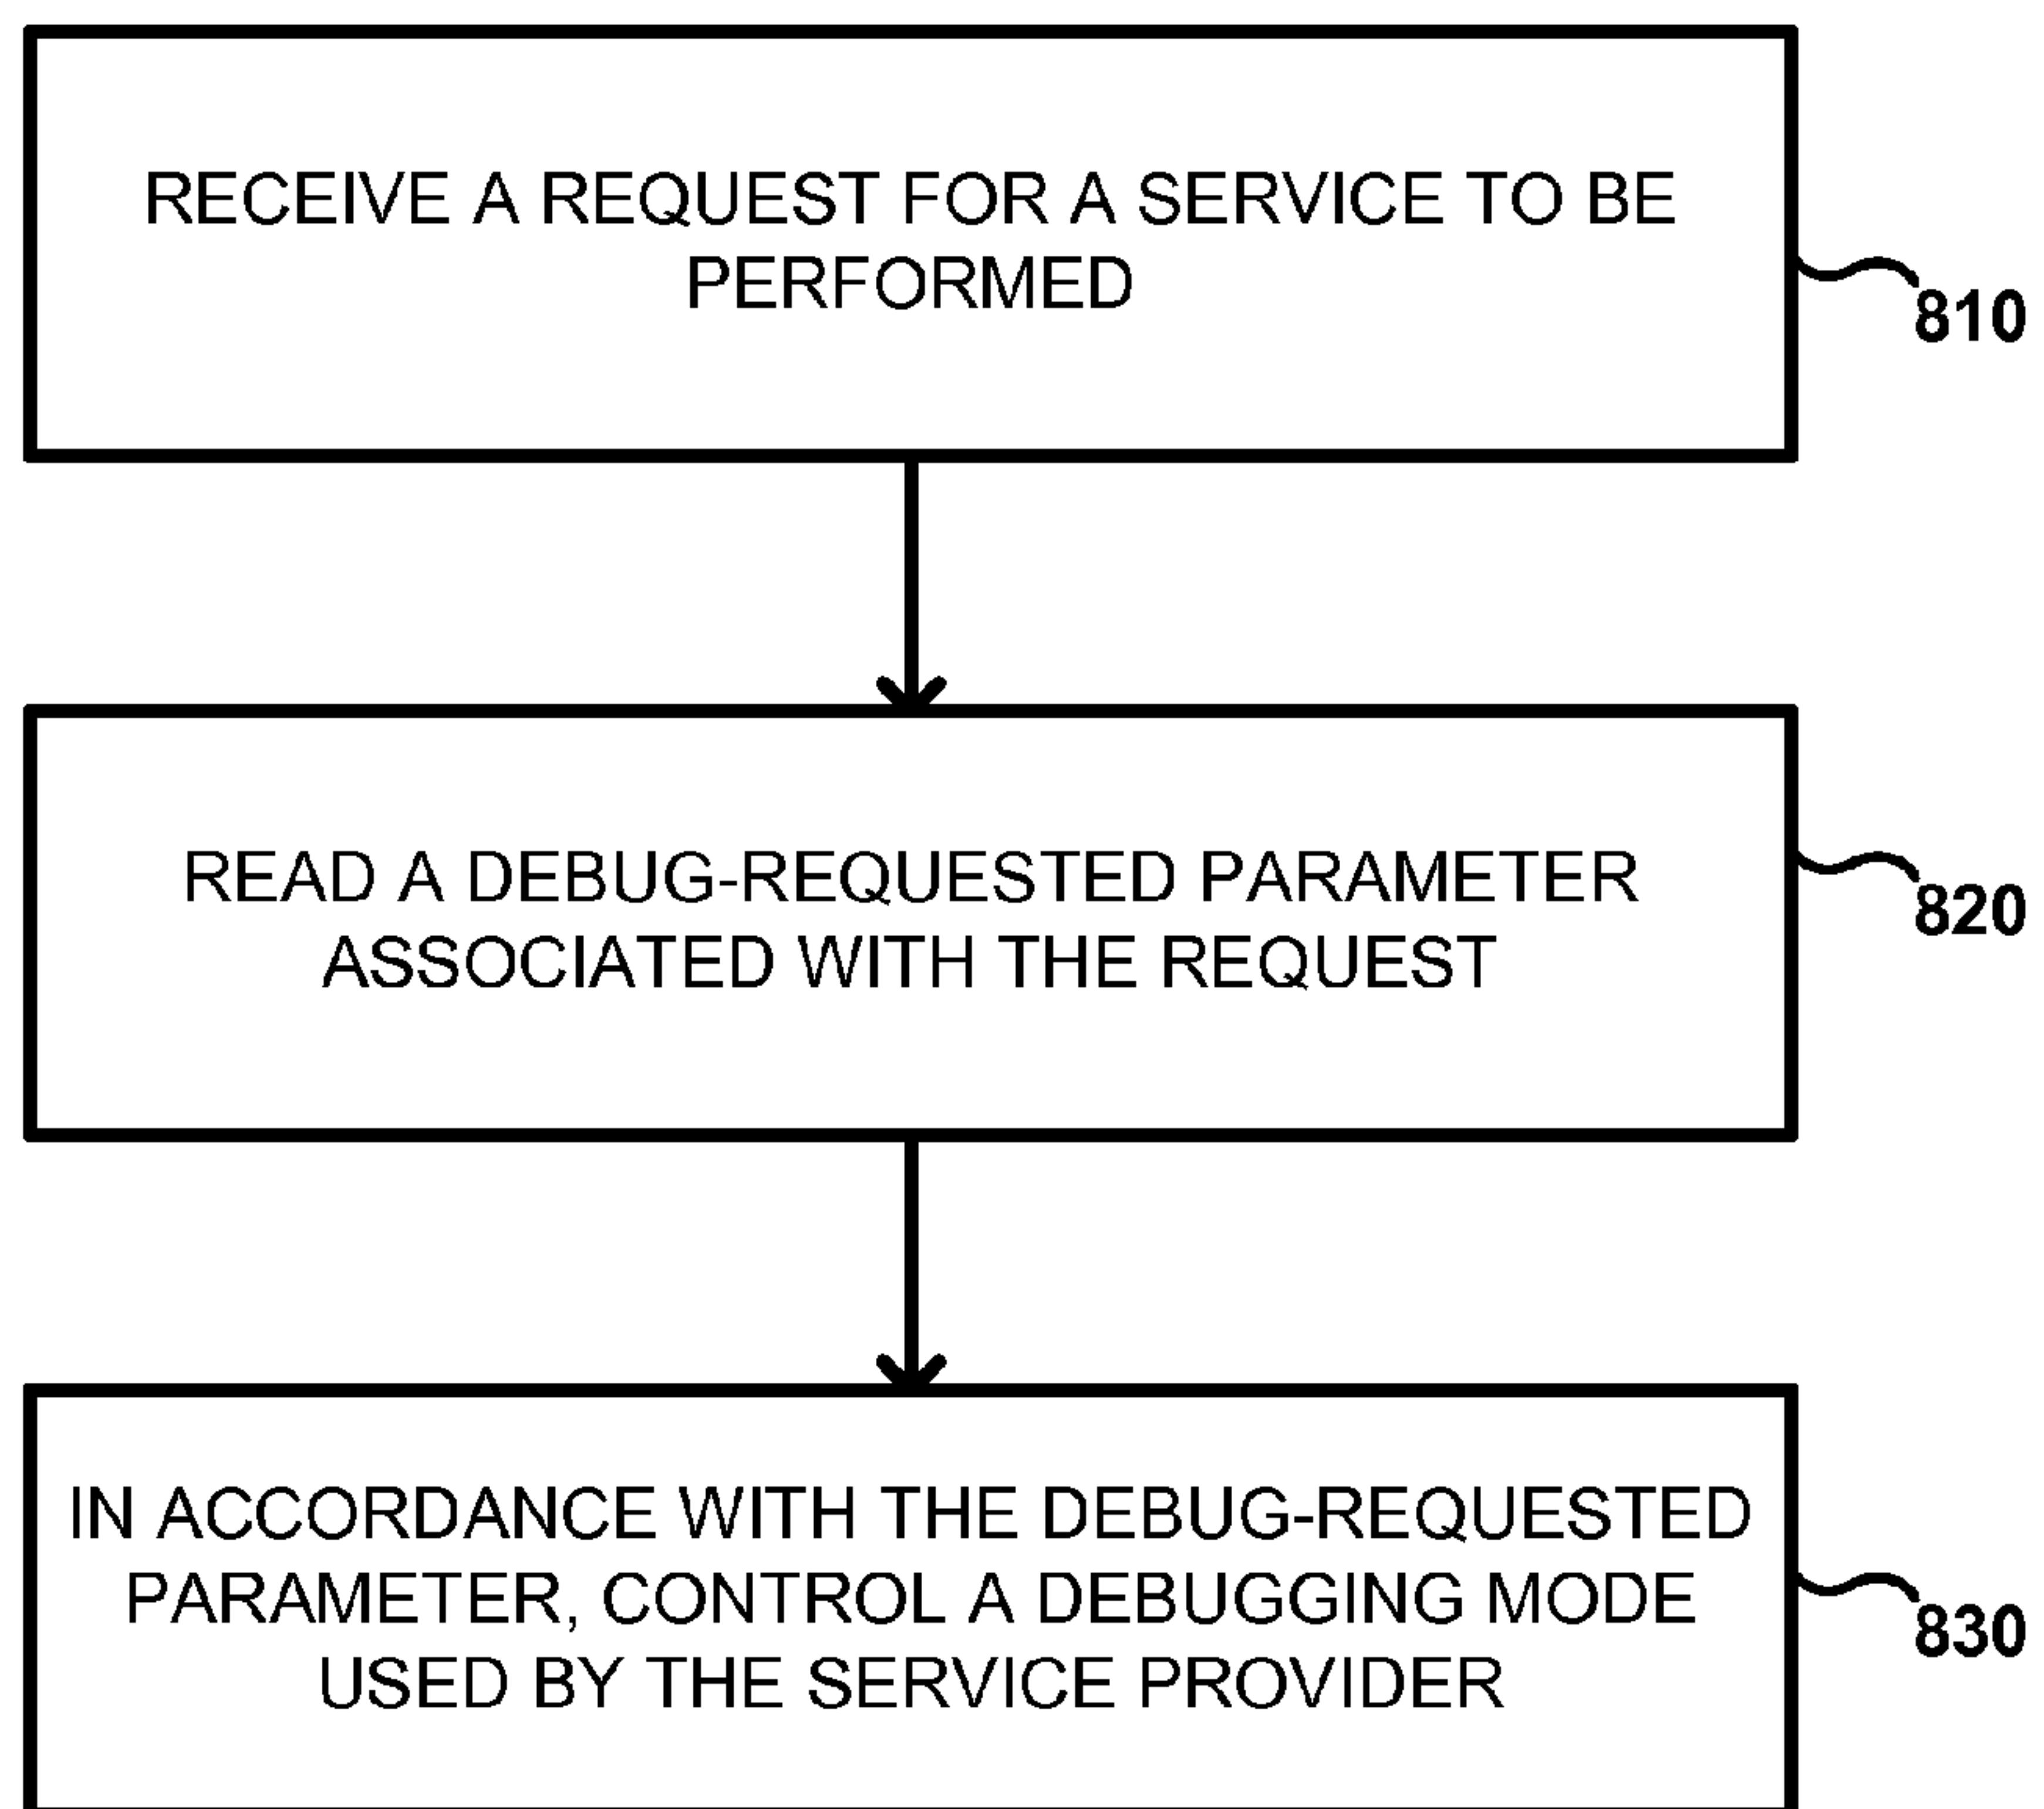 RECEIVE A REQUEST FOR A SERVICE TO BE
PERFORMED
810
READ A DEBUG-REQUESTED PARAMETER
ASSOCIATED WITH THE REQUEST
820
IN ACCORDANCE WITH THE DEBUG-REQUESTED
PARAMETER, CONTROL A DEBUGGING MODE
USED BY THE SERVICE PROVIDER
830